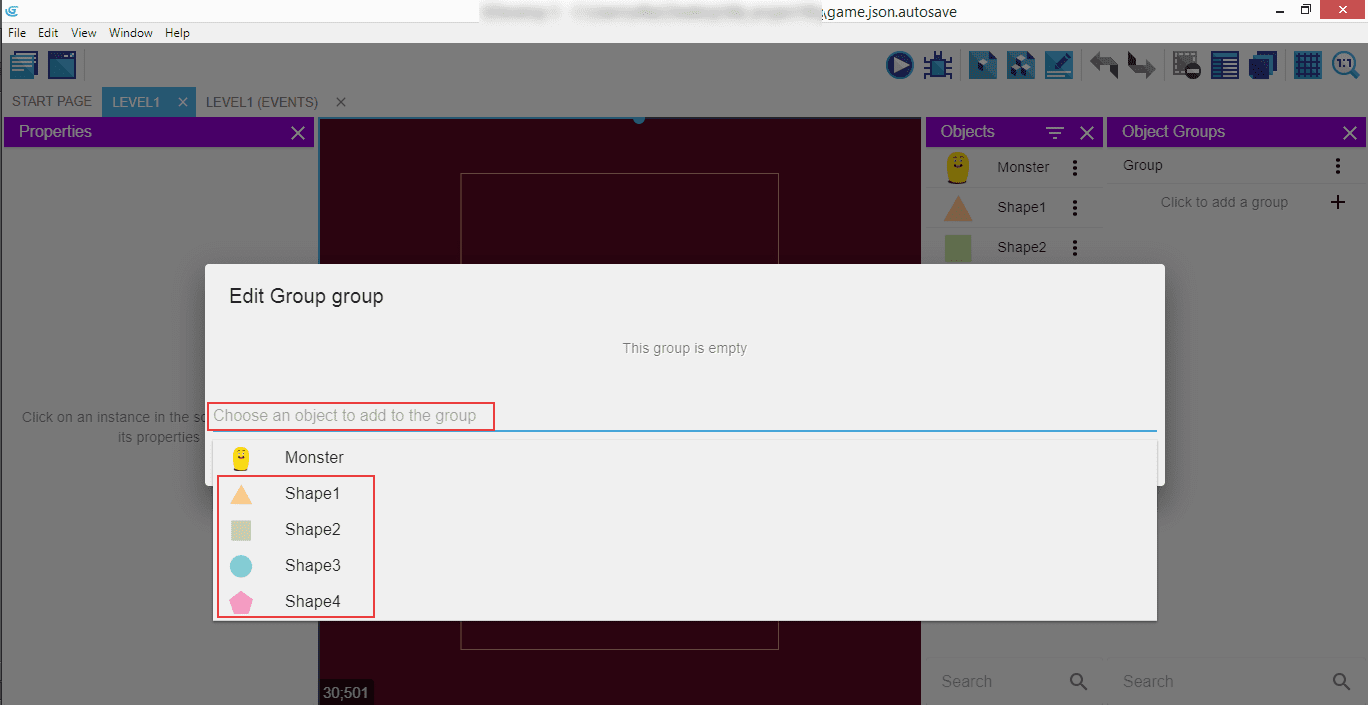 \game.json.autosave
File Edit View Window Help
1:1
START PAGE LEVEL1 LEVEL1 (EVENTS)
Properties
Objects
Object Groups
Monster
Group
Click to add a group
Shape1
Shape2
Edit Group group
This group is empty
Click on an instance in the
its properties
Choose an object to add to the group
Monster
Shape1
Shape2
Shape3
Shape4
30;501
Search
Search